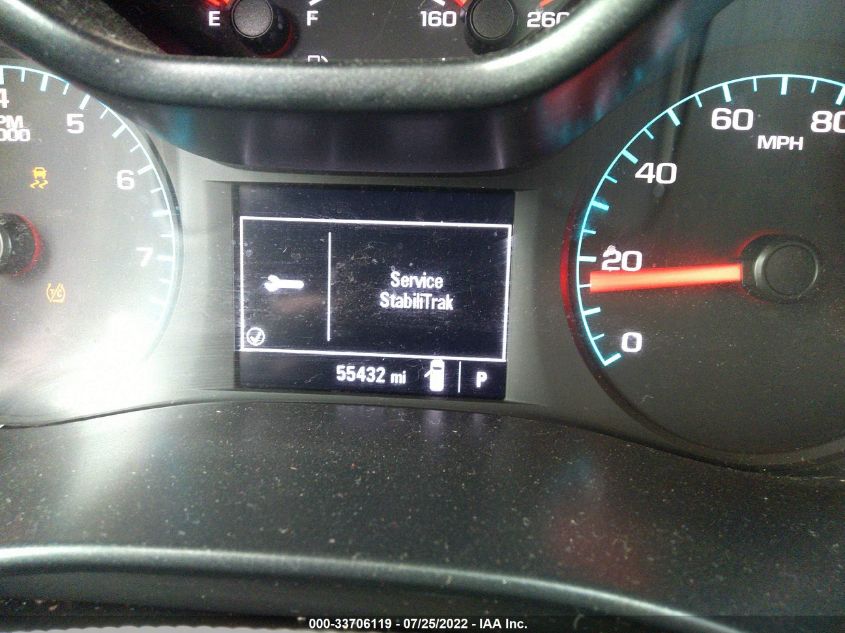 E F 160 260
4 5 6 7
PM
000
T/C
Service
StabiliTrak
55432 mi P
0 20 40 60 80
MPH
000-33706119 - 07/25/2022 - IAA Inc.